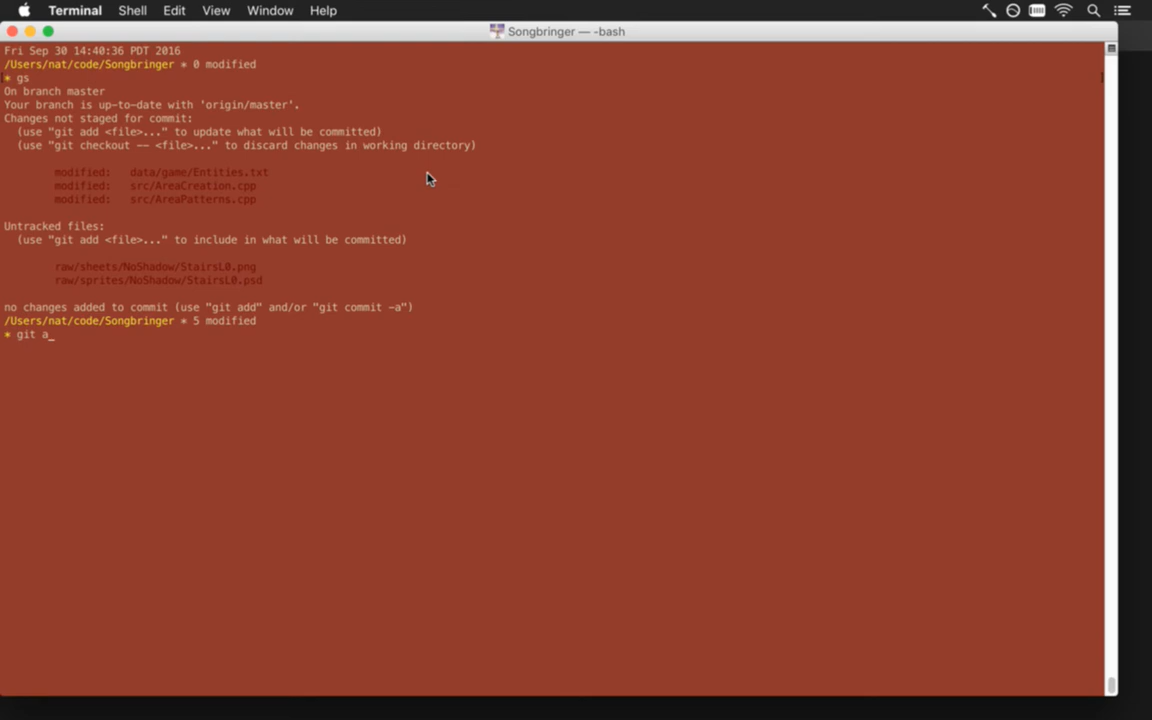 Terminal Shell Edit View Window Help
Songbringer — -bash
Fri Sep 30 14:40:36 PDT 2016
/Users/nat/code/Songbringer * 0 modified
* gs
On branch master
Your branch is up-to-date with 'origin/master'.
Changes not staged for commit:
(use "git add <file>..." to update what will be committed)
(use "git checkout -- <file>..." to discard changes in working directory)
modified: data/game/Entities.txt
modified: src/AreaCreation.cpp
modified: src/AreaPatterns.cpp
Untracked files:
(use "git add <file>..." to include in what will be committed)
raw/sheets/NoShadow/StairsL0.png
raw/sprites/NoShadow/StairsL0.psd
no changes added to commit (use "git add" and/or "git commit -a")
/Users/nat/code/Songbringer * 5 modified
* git a_